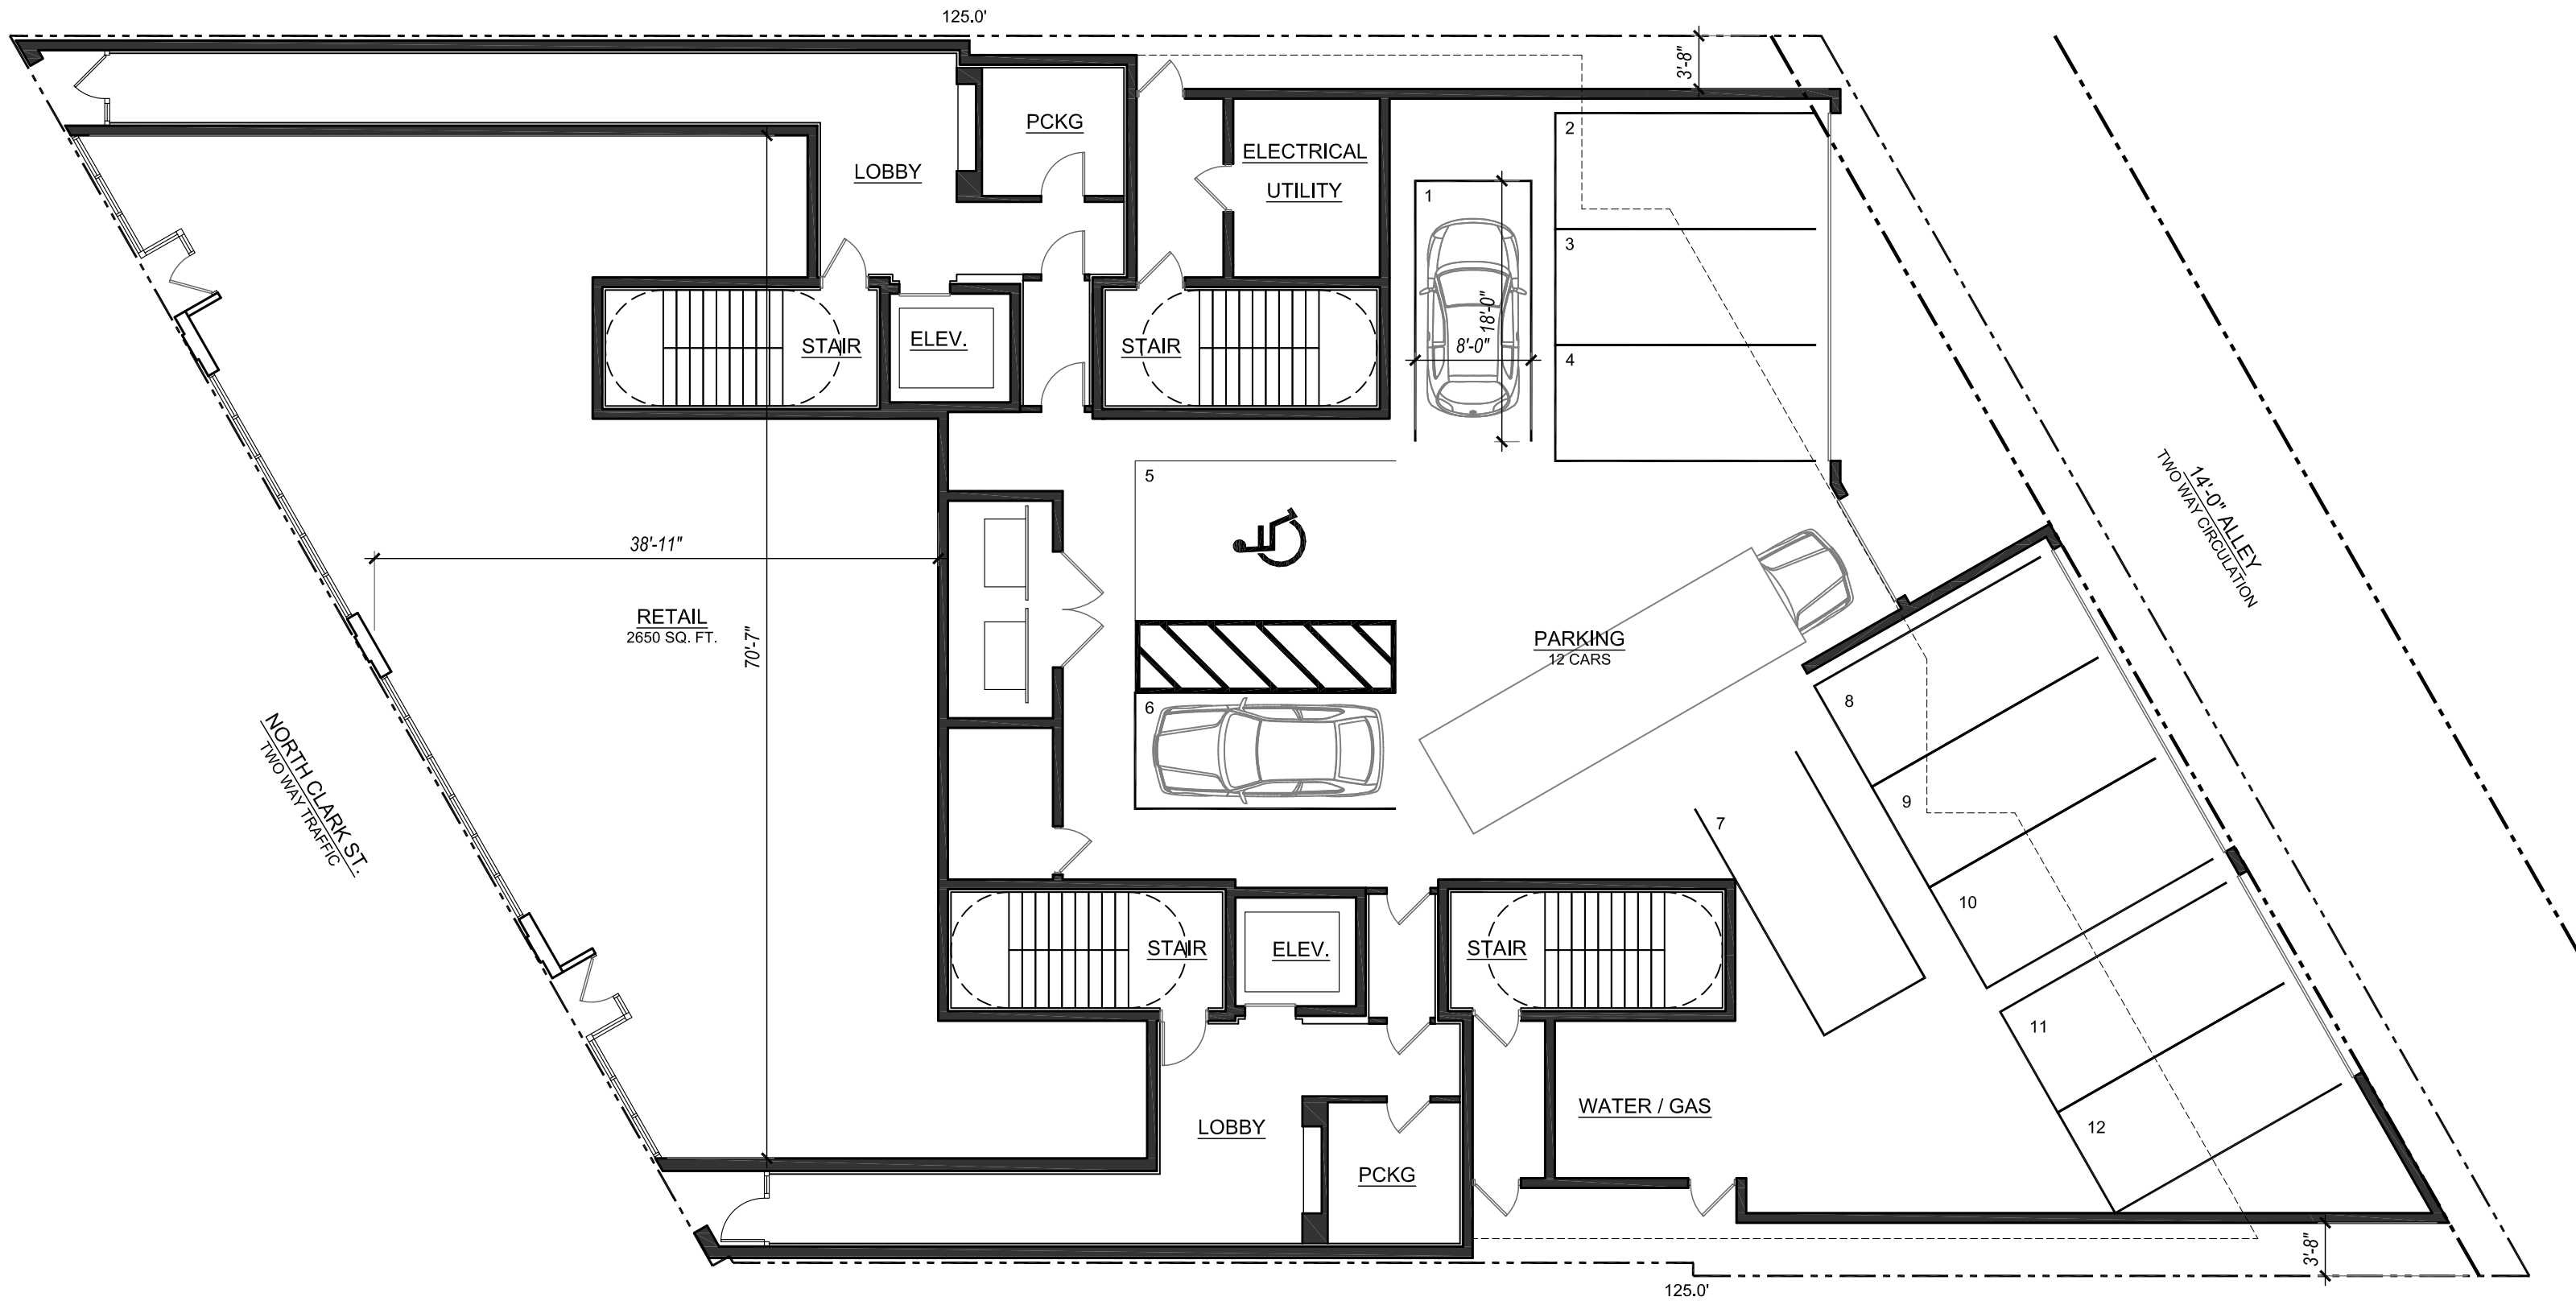 125.0'
3'-8"
PCKG
2
ELECTRICAL
UTILITY
LOBBY
1
3
18'-0"
8'-0"
4
STAIR
ELEV.
STAIR
5
14'-0" ALLEY
TWO WAY CIRCULATION
38'-11"
RETAIL
2650 SQ. FT.
70'-7"
PARKING
12 CARS
6
8
NORTH CLARK ST.
TWO WAY TRAFFIC
9
7
10
STAIR
ELEV.
STAIR
11
WATER / GAS
LOBBY
12
PCKG
3'-8"
125.0'